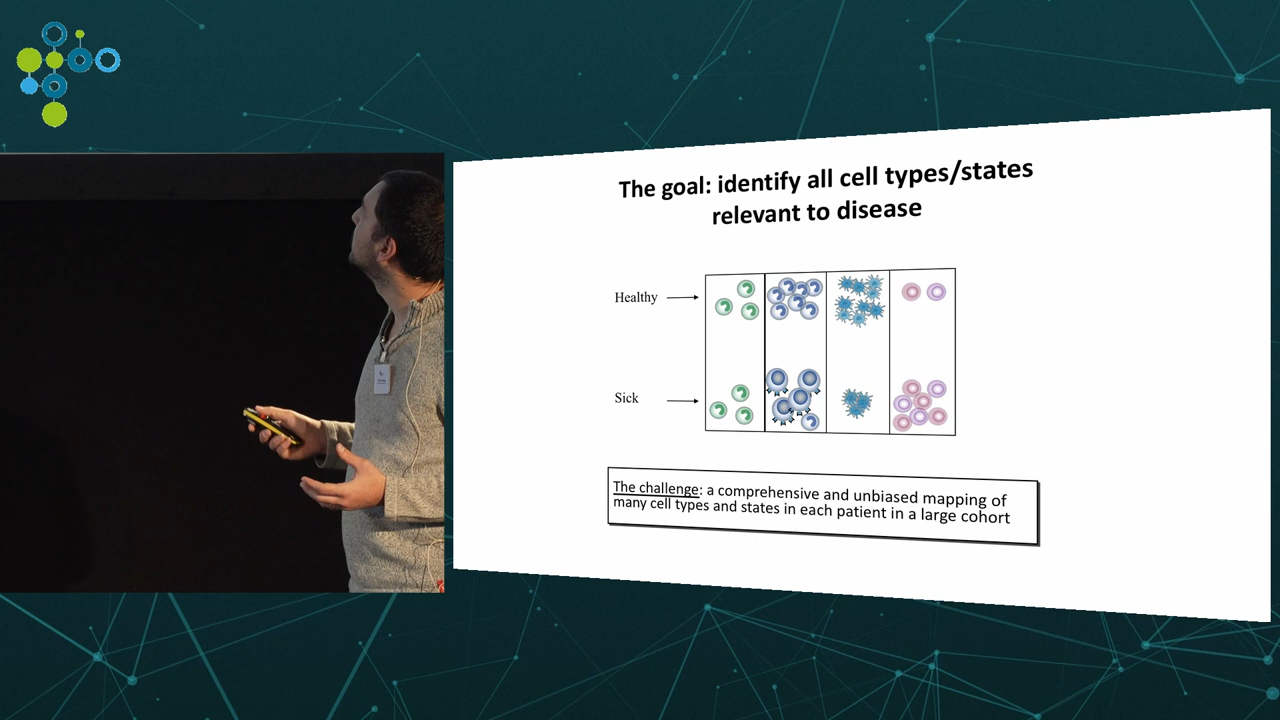 The goal: identify all cell types/states
relevant to disease
Healthy
Sick
The challenge: a comprehensive and unbiased mapping of
many cell types and states in each patient in a large cohort